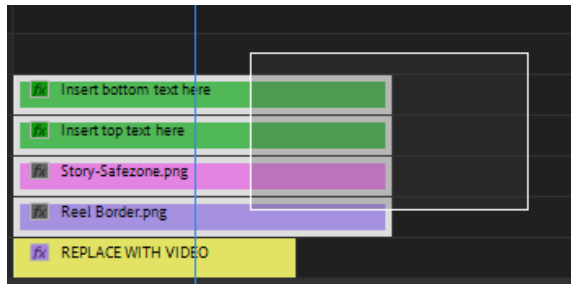 fx Insert bottom text here
fx Insert top text here
fx Story-Safezone.png
fx Reel Border.png
fx REPLACE WITH VIDEO